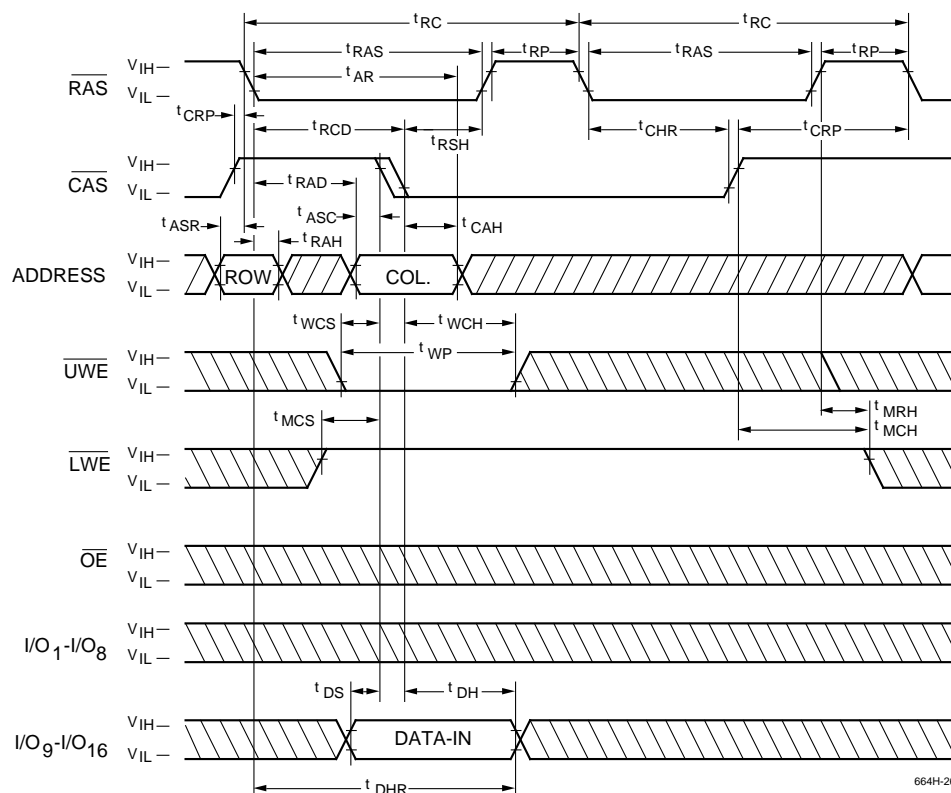 tRC tRC
tRAS tRP tRAS tRP
tAR
RAS VIH VIL
tCRP tRCD tRSH tCHR tCRP
CAS VIH VIL
tRAD
tASR tASC tCAH
tRAH
ADDRESS VIH VIL ROW COL.
tWCS tWCH
tWP
UWE VIH VIL
tMCS tMRH
tMCH
LWE VIH VIL
OE VIH VIL
I/O1-I/O8 VIH VIL
tDS tDH
I/O9-I/O16 VIH VIL DATA-IN
tDHR